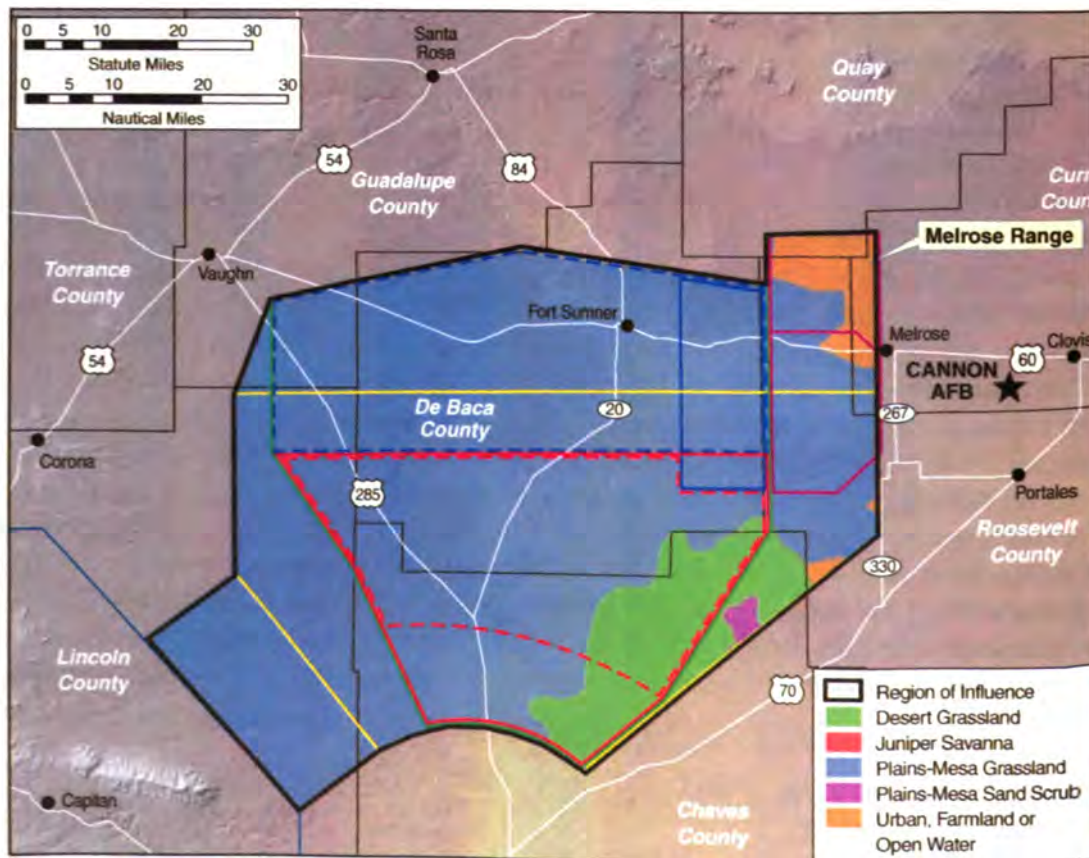 0 5 10 20 30
Statute Miles
0 5 10 20 30
Nautical Miles
Santa
Rosa
Quay
County
54
84
Guadalupe
County
Curr
Coun
Melrose Range
Torrance
County
Vaughn
Fort Sumner
Melrose
60
Clovis
CANNON
AFB
54
De Baca
County
20
267
Corona
285
Portales
Roosevelt
County
330
Lincoln
County
70
Capitan
Chaves
County
Region of Influence
Desert Grassland
Juniper Savanna
Plains-Mesa Grassland
Plains-Mesa Sand Scrub
Urban, Farmland or
Open Water